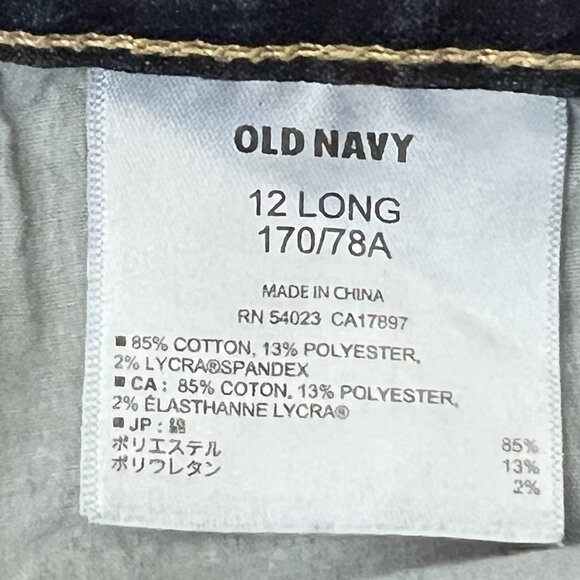 OLD NAVY
12 LONG
170/78A
MADE IN CHINA
RN 54023 CA17897
■ 85% COTTON, 13% POLYESTER,
2% LYCRA®SPANDEX
■ CA: 85% COTON, 13% POLYESTER,
2% ÉLASTHANNE LYCRA®
■ JP: 綿
ポリエステル 85%
ポリウレタン 13%
2%